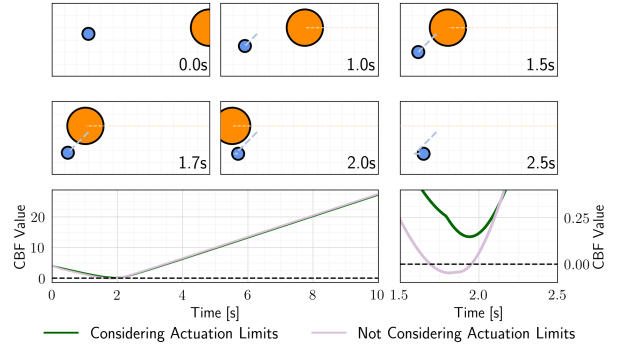 0.0s
1.0s
1.5s
1.7s
2.0s
2.5s
CBF Value
20
10
0
0 2 4 6 8 10
Time [s]
0.25
0.00
CBF Value
1.5 2.0 2.5
Time [s]
Considering Actuation Limits
Not Considering Actuation Limits